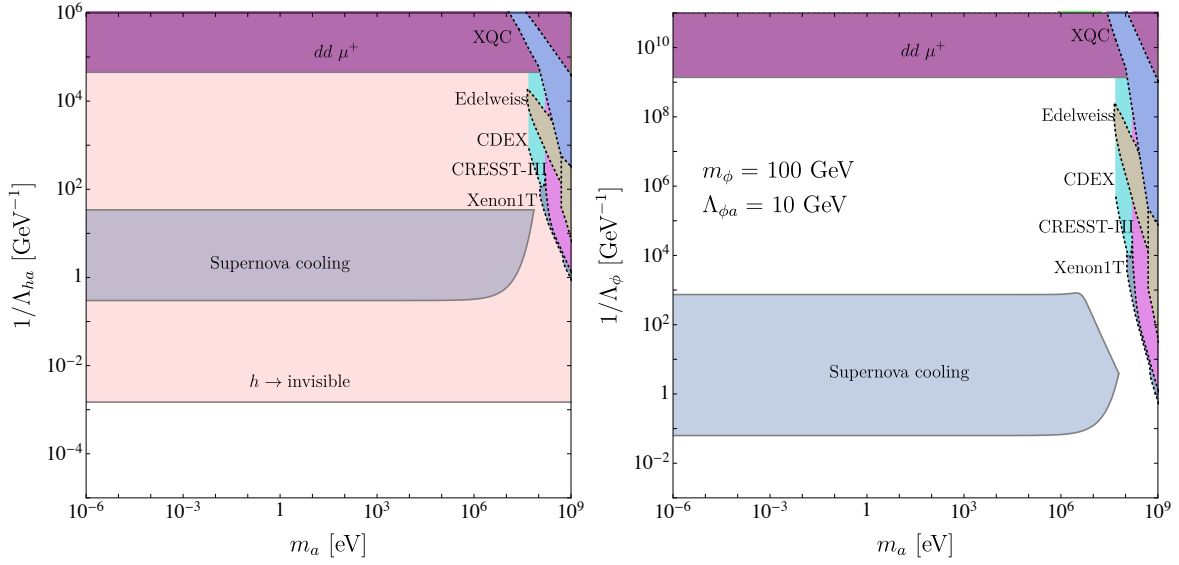 10⁶
10⁴
10²
1
10⁻²
10⁻⁴
1/Λ_ha [GeV⁻¹]
XQC
dd μ⁺
Edelweiss
CDEX
CRESST-III
Xenon1T
Supernova cooling
h → invisible
10⁻⁶ 10⁻³ 1 10³ 10⁶ 10⁹
m_a [eV]
10¹⁰
10⁸
10⁶
10⁴
10²
1
10⁻²
1/Λ_ϕ [GeV⁻¹]
XQC
dd μ⁺
Edelweiss
m_ϕ = 100 GeV
CDEX
Λ_ϕa = 10 GeV
CRESST-III
Xenon1T
Supernova cooling
10⁻⁶ 10⁻³ 1 10³ 10⁶ 10⁹
m_a [eV]